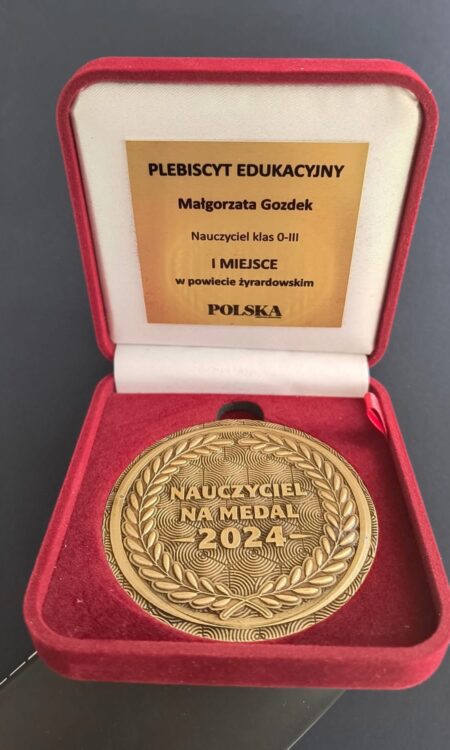 PLEBISCYT EDUKACYJNY
Małgorzata Gozdek
Nauczyciel klas 0-III
I MIEJSCE
w powiecie żyrardowskim
POLSKA
NAUCZYCIEL
NA MEDAL
-2024-